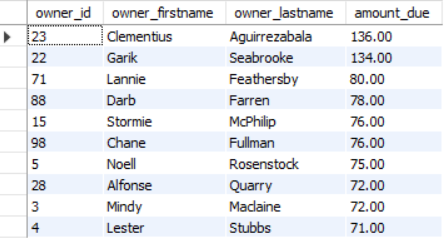 owner_id owner_firstname owner_lastname amount_due
23 Clementius Aguirrezabala 136.00
22 Garik Seabrooke 134.00
71 Lannie Feathersby 80.00
88 Darb Farren 78.00
15 Stormie McPhilip 76.00
98 Chane Fullman 76.00
5 Noell Rosenstock 75.00
28 Alfonse Quarry 72.00
3 Mindy Maclaine 72.00
4 Lester Stubbs 71.00